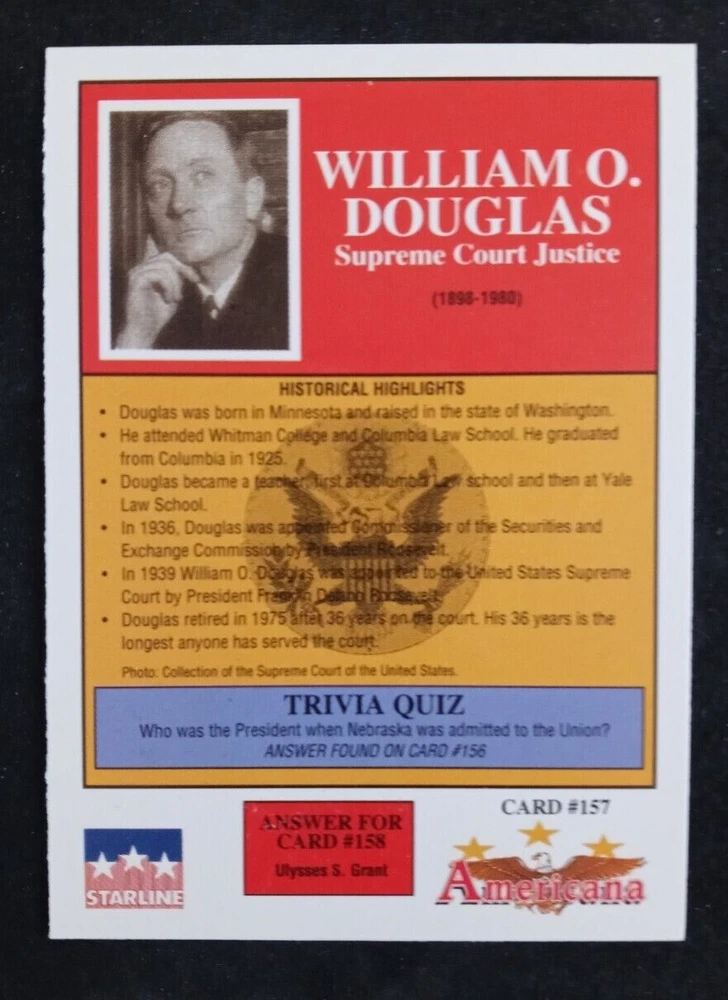 WILLIAM O.
DOUGLAS
Supreme Court Justice
(1898-1980)
HISTORICAL HIGHLIGHTS
• Douglas was born in Minnesota and raised in the state of Washington.
• He attended Whitman College and Columbia Law School. He graduated
from Columbia in 1925.
• Douglas became a teacher, first at Columbia Law school and then at Yale
Law School.
• In 1936, Douglas was appointed Commissioner of the Securities and
Exchange Commission by President Roosevelt.
• In 1939 William O. Douglas was appointed to the United States Supreme
Court by President Franklin Delano Roosevelt.
• Douglas retired in 1975 after 36 years on the court. His 36 years is the
longest anyone has served the court.
Photo: Collection of the Supreme Court of the United States.
TRIVIA QUIZ
Who was the President when Nebraska was admitted to the Union?
ANSWER FOUND ON CARD #156
STARLINE
ANSWER FOR
CARD #158
Ulysses S. Grant
CARD #157
Americana